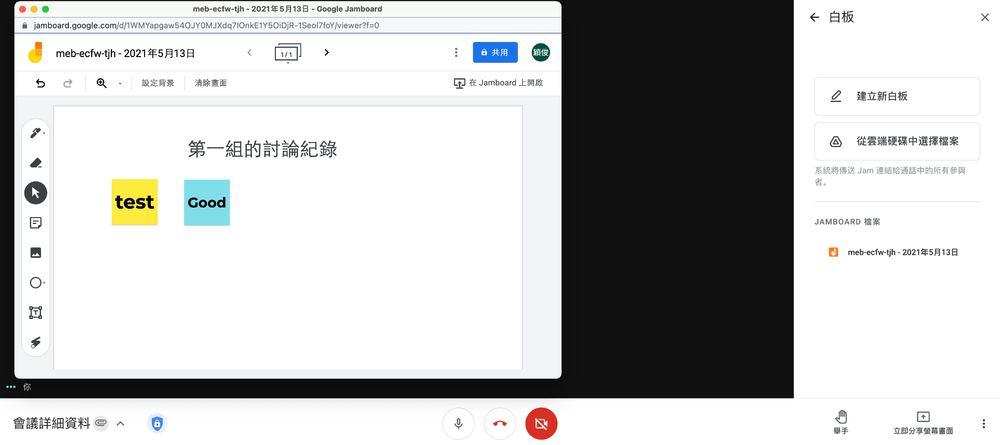 meb-ecfw-tjh - 2021年5月13日 - Google Jamboard
jamboard.google.com/d/1WMYapgaw54OJY0MJXdq7IOnkE1Y5OiDjR-1Seol7foY/viewer?f=0
meb-ecfw-tjh - 2021年5月13日
1 / 1
共用
穎俊
設定背景
清除畫面
在 Jamboard 上開啟
第一組的討論紀錄
test
Good
你
白板
建立新白板
從雲端硬碟中選擇檔案
系統將傳送 Jam 連結給通話中的所有參與
者。
JAMBOARD 檔案
meb-ecfw-tjh - 2021年5月13日
會議詳細資料
舉手
立即分享螢幕畫面